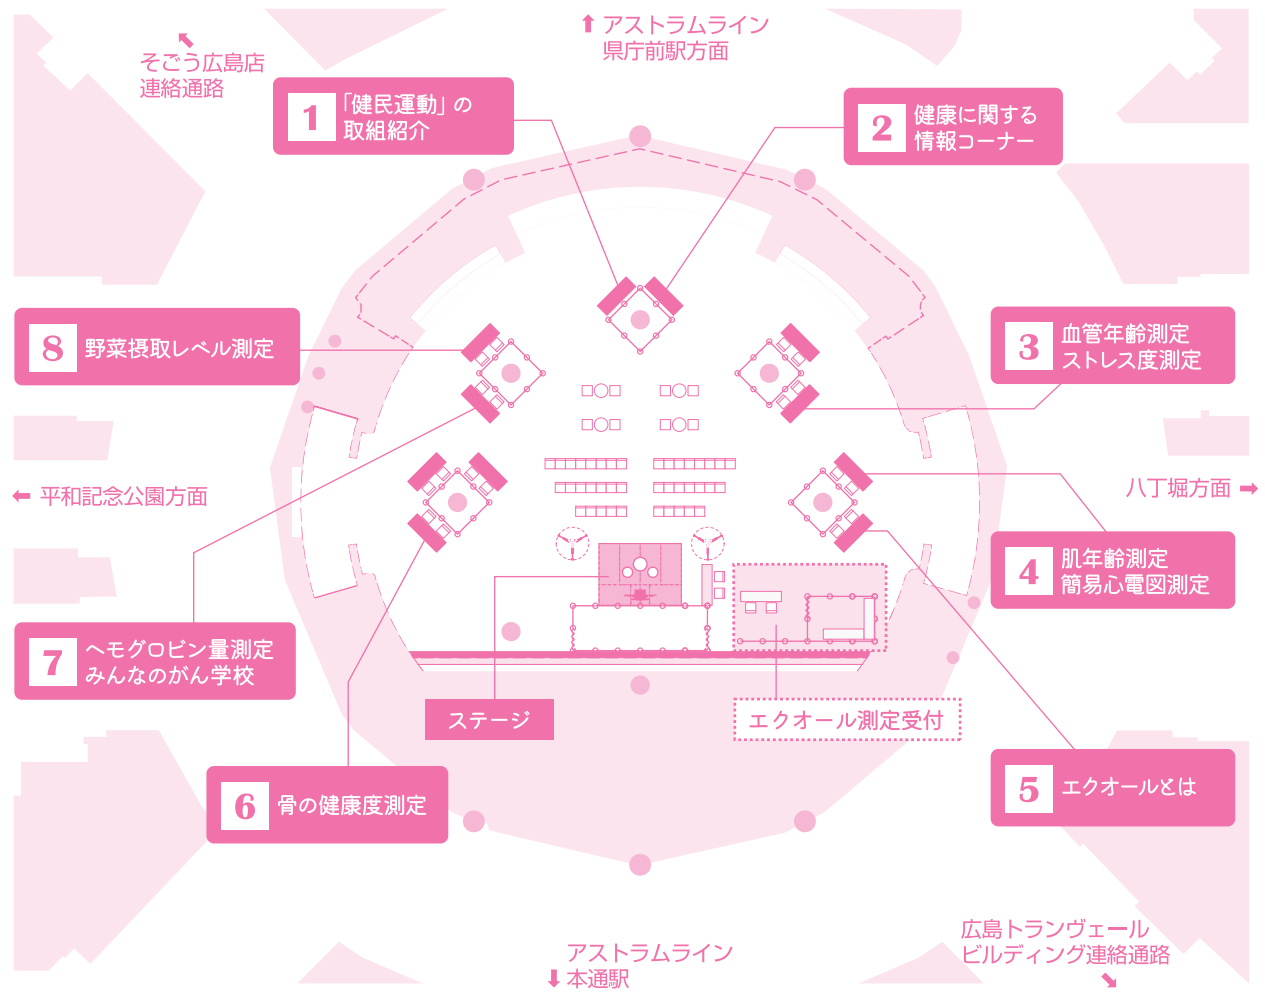 アストラムライン
県庁前駅方面
そごう広島店
連絡通路
1
「健民運動」の
取組紹介
2
健康に関する
情報コーナー
8
野菜摂取レベル測定
3
血管年齢測定
ストレス度測定
平和記念公園方面
八丁堀方面
4
肌年齢測定
簡易心電図測定
7
ヘモグロビン量測定
みんなのがん学校
ステージ
エクオール測定受付
6
骨の健康度測定
5
エクオールとは
アストラムライン
本通駅
広島トランヴェール
ビルディング連絡通路